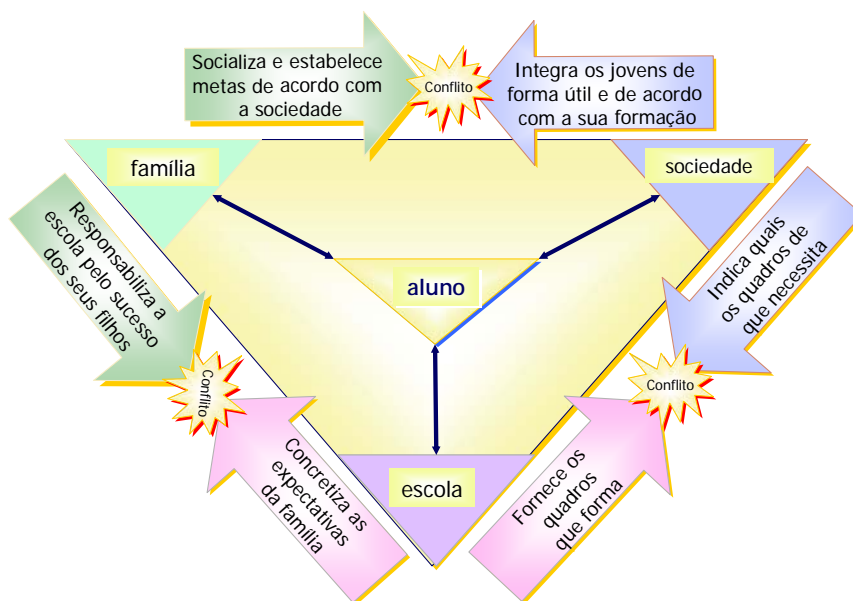 Socializa e estabelece
metas de acordo com
a sociedade
Conflito
Integra os jovens de
forma útil e de acordo
com a sua formação
família
sociedade
Responsabiliza a
escola pelo sucesso
dos seus filhos
aluno
Indica quais
os quadros de
que necessita
Conflito
Conflito
Concretiza as
expectativas
da família
escola
Fornece os
quadros
que forma